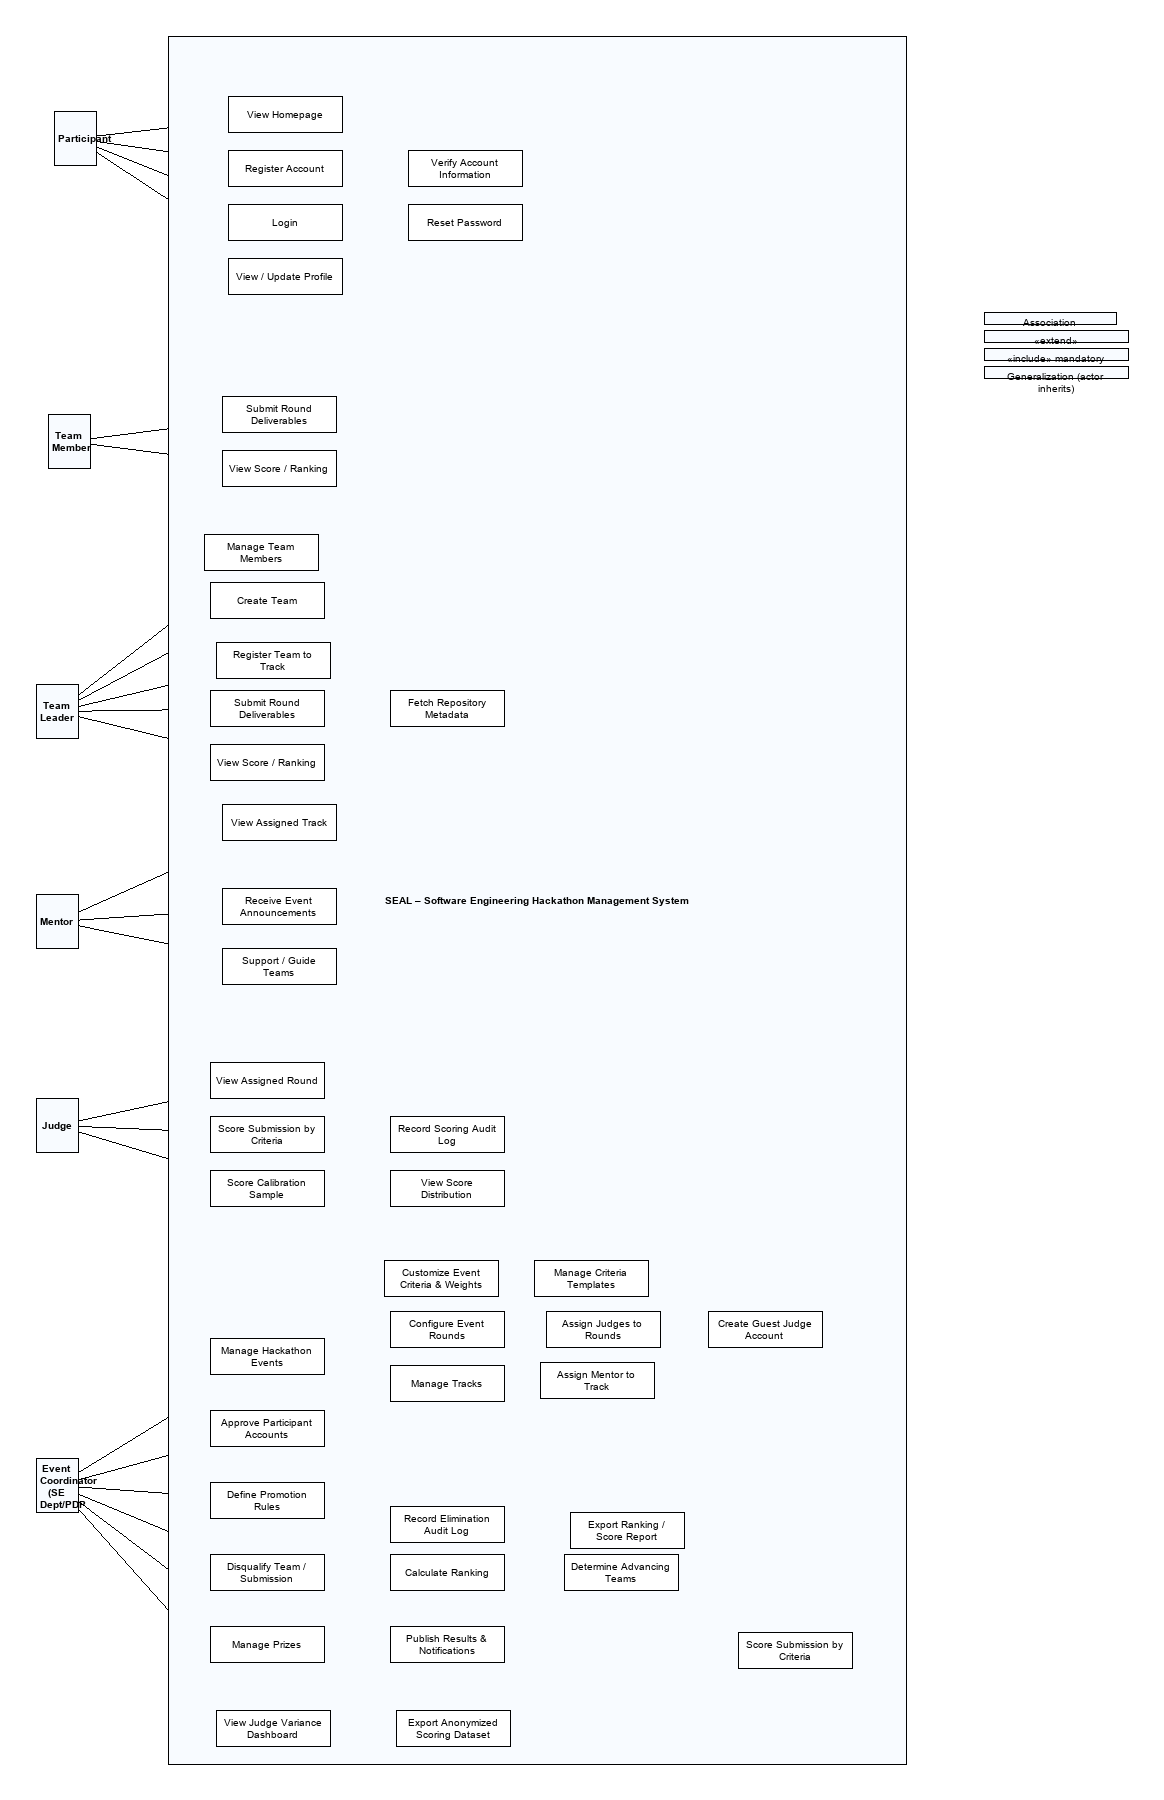 View Homepage
Participant
Register Account
Verify Account
Information
Login
Reset Password
View / Update Profile
Association
«extend»
«include» mandatory
Generalization (actor
inherits)
Submit Round
Deliverables
Team
Member
View Score / Ranking
Manage Team
Members
Create Team
Register Team to
Track
Team
Leader
Submit Round
Deliverables
Fetch Repository
Metadata
View Score / Ranking
View Assigned Track
Mentor
Receive Event
Announcements
SEAL – Software Engineering Hackathon Management System
Support / Guide
Teams
View Assigned Round
Judge
Score Submission by
Criteria
Record Scoring Audit
Log
Score Calibration
Sample
View Score
Distribution
Customize Event
Criteria & Weights
Manage Criteria
Templates
Configure Event
Rounds
Assign Judges to
Rounds
Create Guest Judge
Account
Manage Hackathon
Events
Manage Tracks
Assign Mentor to
Track
Approve Participant
Accounts
Event
Coordinator
(SE
Dept/PDP
Define Promotion
Rules
Record Elimination
Audit Log
Export Ranking /
Score Report
Disqualify Team /
Submission
Calculate Ranking
Determine Advancing
Teams
Manage Prizes
Publish Results &
Notifications
Score Submission by
Criteria
View Judge Variance
Dashboard
Export Anonymized
Scoring Dataset